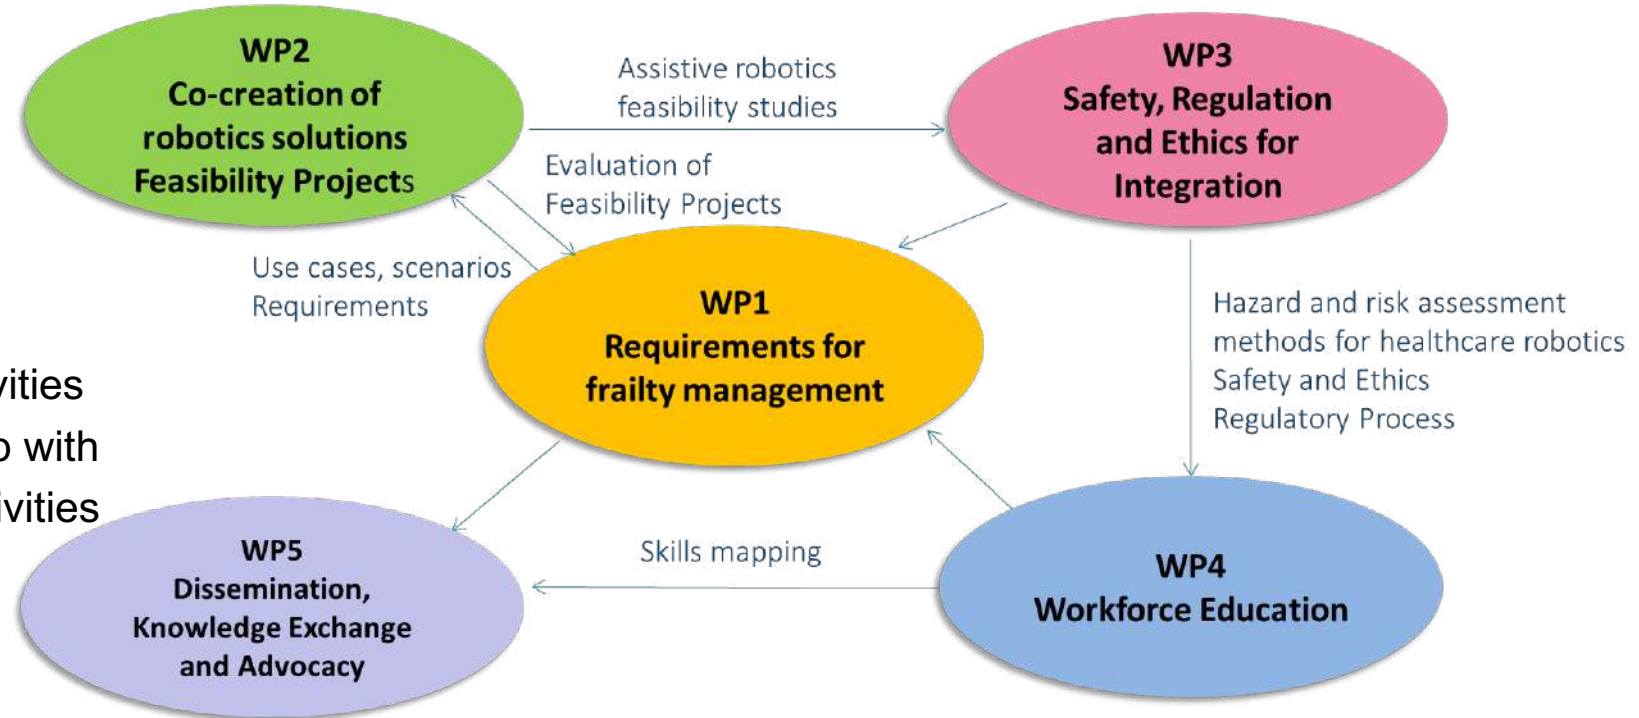 WP2
Co-creation of
robotics solutions
Feasibility Projects
Assistive robotics
feasibility studies
WP3
Safety, Regulation
and Ethics for
Integration
Evaluation of
Feasibility Projects
Use cases, scenarios
Requirements
WP1
Requirements for
frailty management
Hazard and risk assessment
methods for healthcare robotics
Safety and Ethics
Regulatory Process
vities
with
ivities
WP5
Dissemination,
Knowledge Exchange
and Advocacy
Skills mapping
WP4
Workforce Education